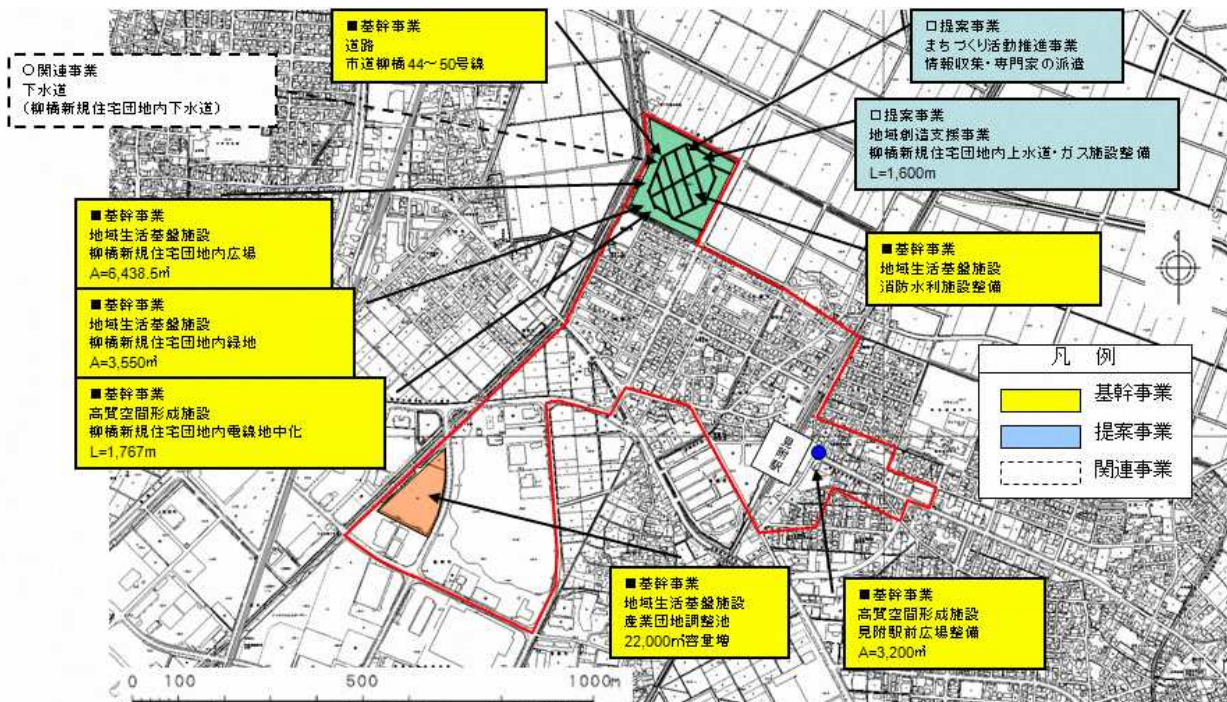 ■基幹事業
道路
市道柳橋44～50号線
□提案事業
まちづくり活動推進事業
情報収集・専門家の派遣
○関連事業
下水道
(柳橋新規住宅団地内下水道)
□提案事業
地域創造支援事業
柳橋新規住宅団地内上水道・ガス施設整備
L=1,600m
■基幹事業
地域生活基盤施設
柳橋新規住宅団地内広場
A=6,438.5㎡
■基幹事業
地域生活基盤施設
消防水利施設整備
■基幹事業
地域生活基盤施設
柳橋新規住宅団地内緑地
A=3,550㎡
凡 例
基幹事業
提案事業
関連事業
■基幹事業
高質空間形成施設
柳橋新規住宅団地内電線地中化
L=1,767m
見附駅
■基幹事業
地域生活基盤施設
産業団地調整池
22,000㎥容量増
■基幹事業
高質空間形成施設
見附駅前広場整備
A=3,200㎡
0 100 500 1000m